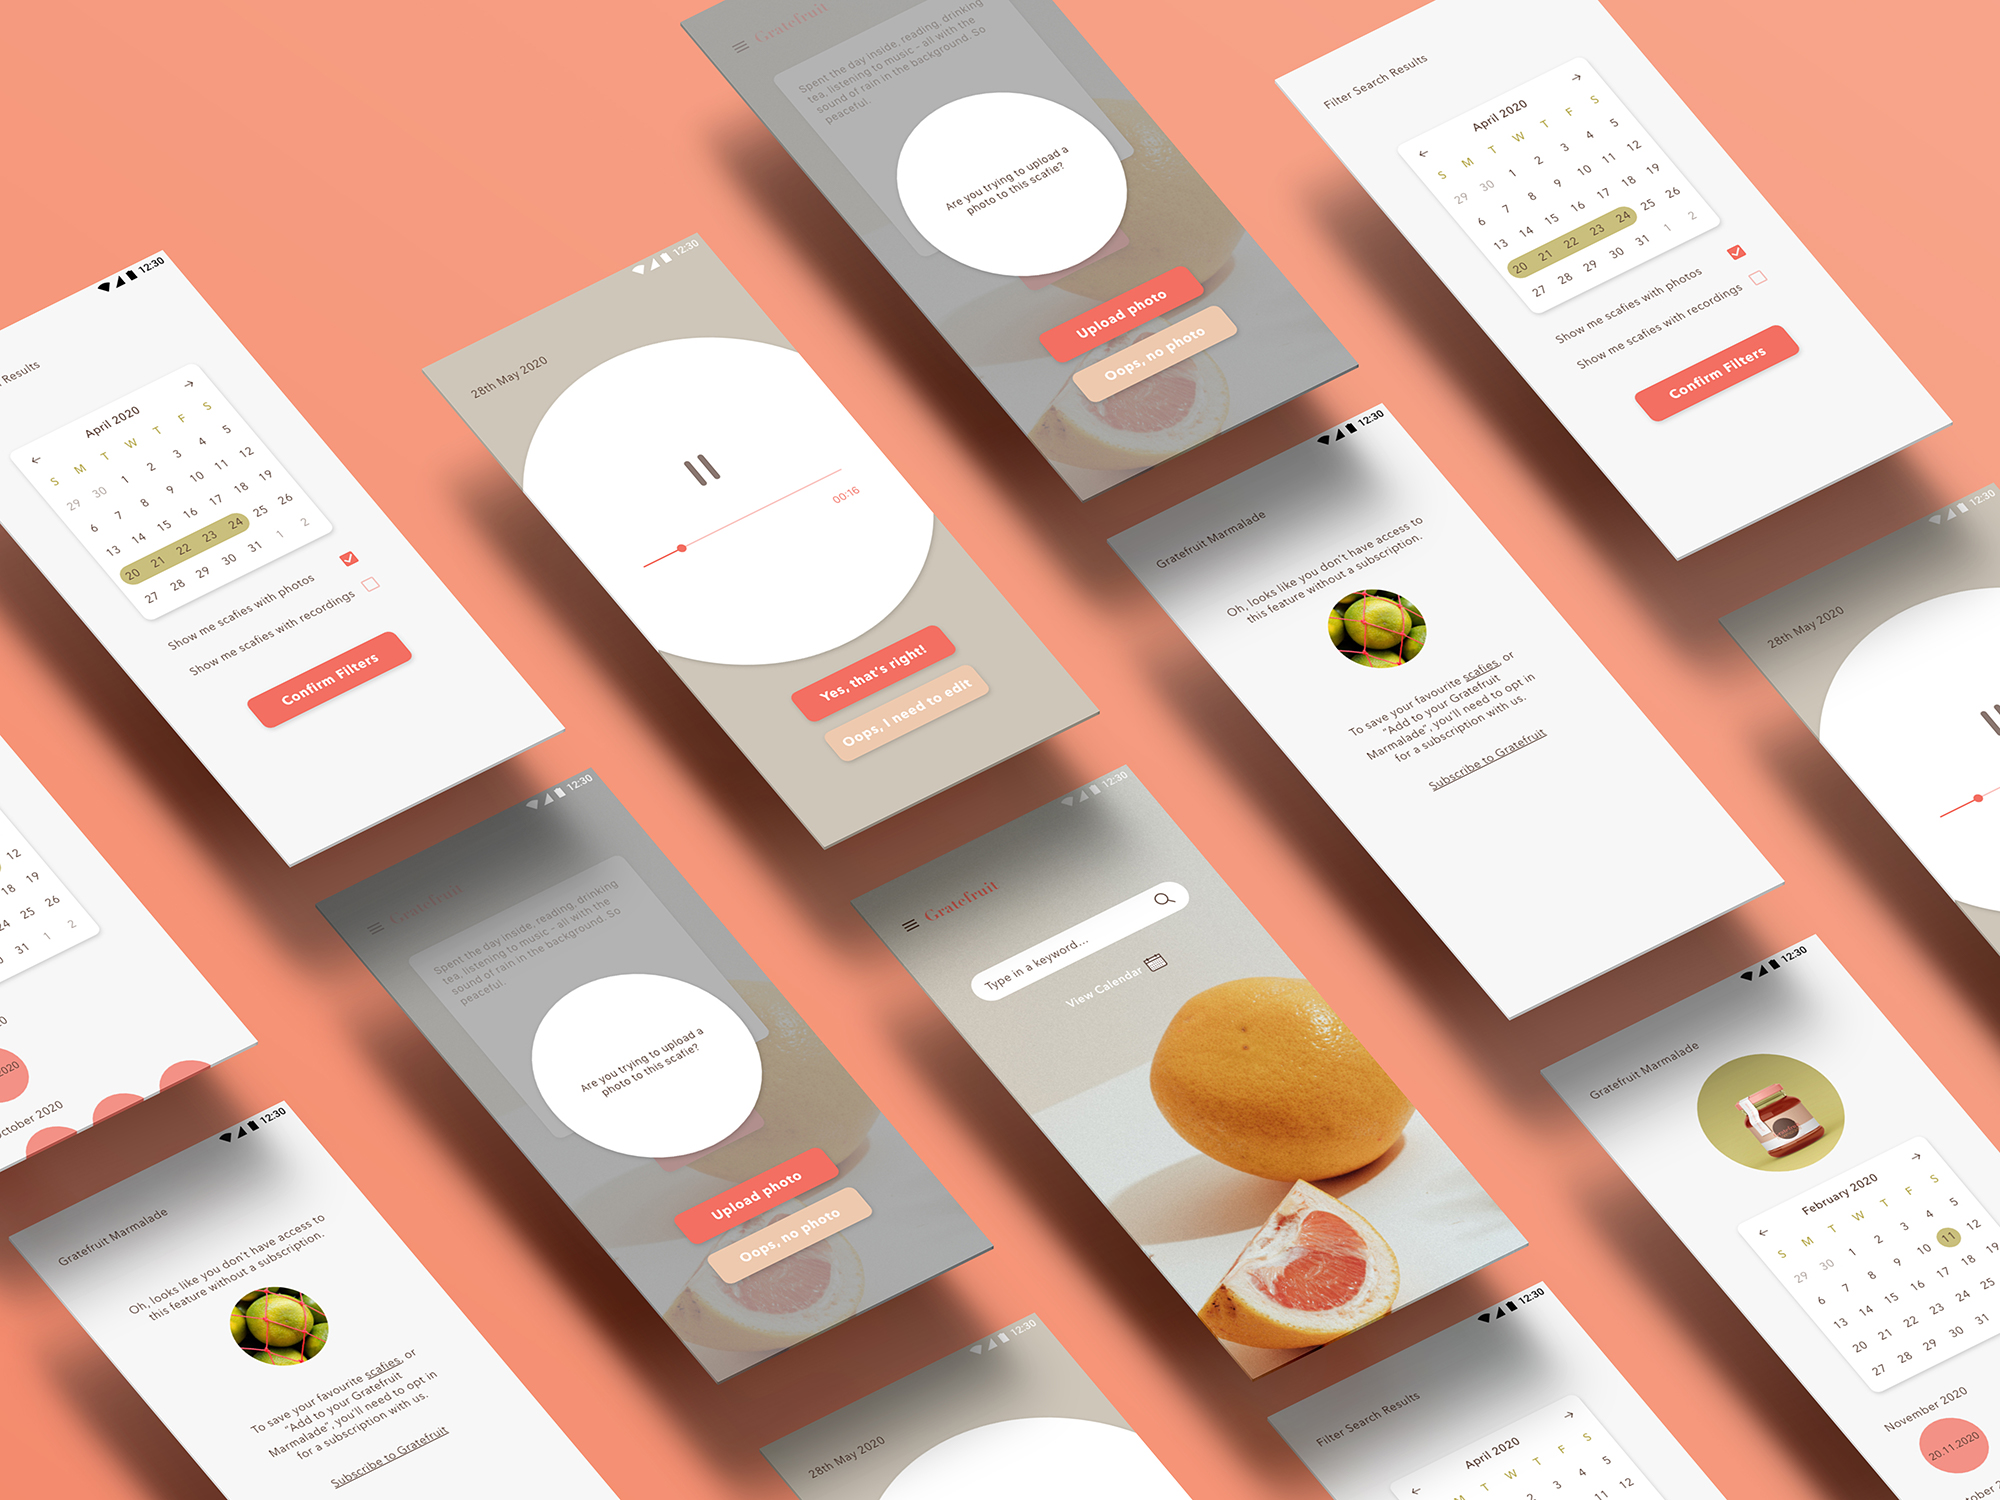 Gratefruit
Spent the day inside, reading, drinking
tea, listening to music - all with the
sound of rain in the background. So
peaceful.
Are you trying to upload a
photo to this scafie?
Upload photo
Oops, no photo
Filter Search Results
April 2020
S M T W T F S
29 30 1 2 3 4 5
6 7 8 9 10 11 12
13 14 15 16 17 18 19
20 21 22 23 24 25 26
27 28 29 30 31 1 2
Show me scafies with photos
Show me scafies with recordings
Confirm Filters
12:30
Results
April 2020
S M T W T F S
29 30 1 2 3 4 5
6 7 8 9 10 11 12
13 14 15 16 17 18 19
20 21 22 23 24 25 26
27 28 29 30 31 1 2
Show me scafies with photos
Show me scafies with recordings
Confirm Filters
12:30
28th May 2020
00:16
Yes, that's right!
Oops, I need to edit
12:30
Gratefruit Marmalade
Oh, looks like you don't have access to
this feature without a subscription.
To save your favourite scafies, or
"Add to your Gratefruit
Marmalade", you'll need to opt in
for a subscription with us.
Subscribe to Gratefruit
12:30
28th May 2020
12
18 19
24 25 26
31 1 2
2020
October 2020
12:30
Gratefruit
Spent the day inside, reading, drinking
tea, listening to music - all with the
sound of rain in the background. So
peaceful.
Are you trying to upload a
photo to this scafie?
Upload photo
Oops, no photo
12:30
Gratefruit
Type in a keyword...
View Calendar
12:30
Gratefruit Marmalade
February 2020
S M T W T F S
29 30 1 2 3 4 5
6 7 8 9 10 11 12
13 14 15 16 17 18 19
20 21 22 23 24 25
27 28 29 30 31
November 2020
20.11.2020
12:30
Gratefruit Marmalade
Oh, looks like you don't have access to
this feature without a subscription.
To save your favourite scafies, or
"Add to your Gratefruit
Marmalade", you'll need to opt in
for a subscription with us.
Subscribe to Gratefruit
12:30
28th May 2020
12:30
Filter Search Results
April 2020
M T W T F S
1 2 3 4 5
11 12